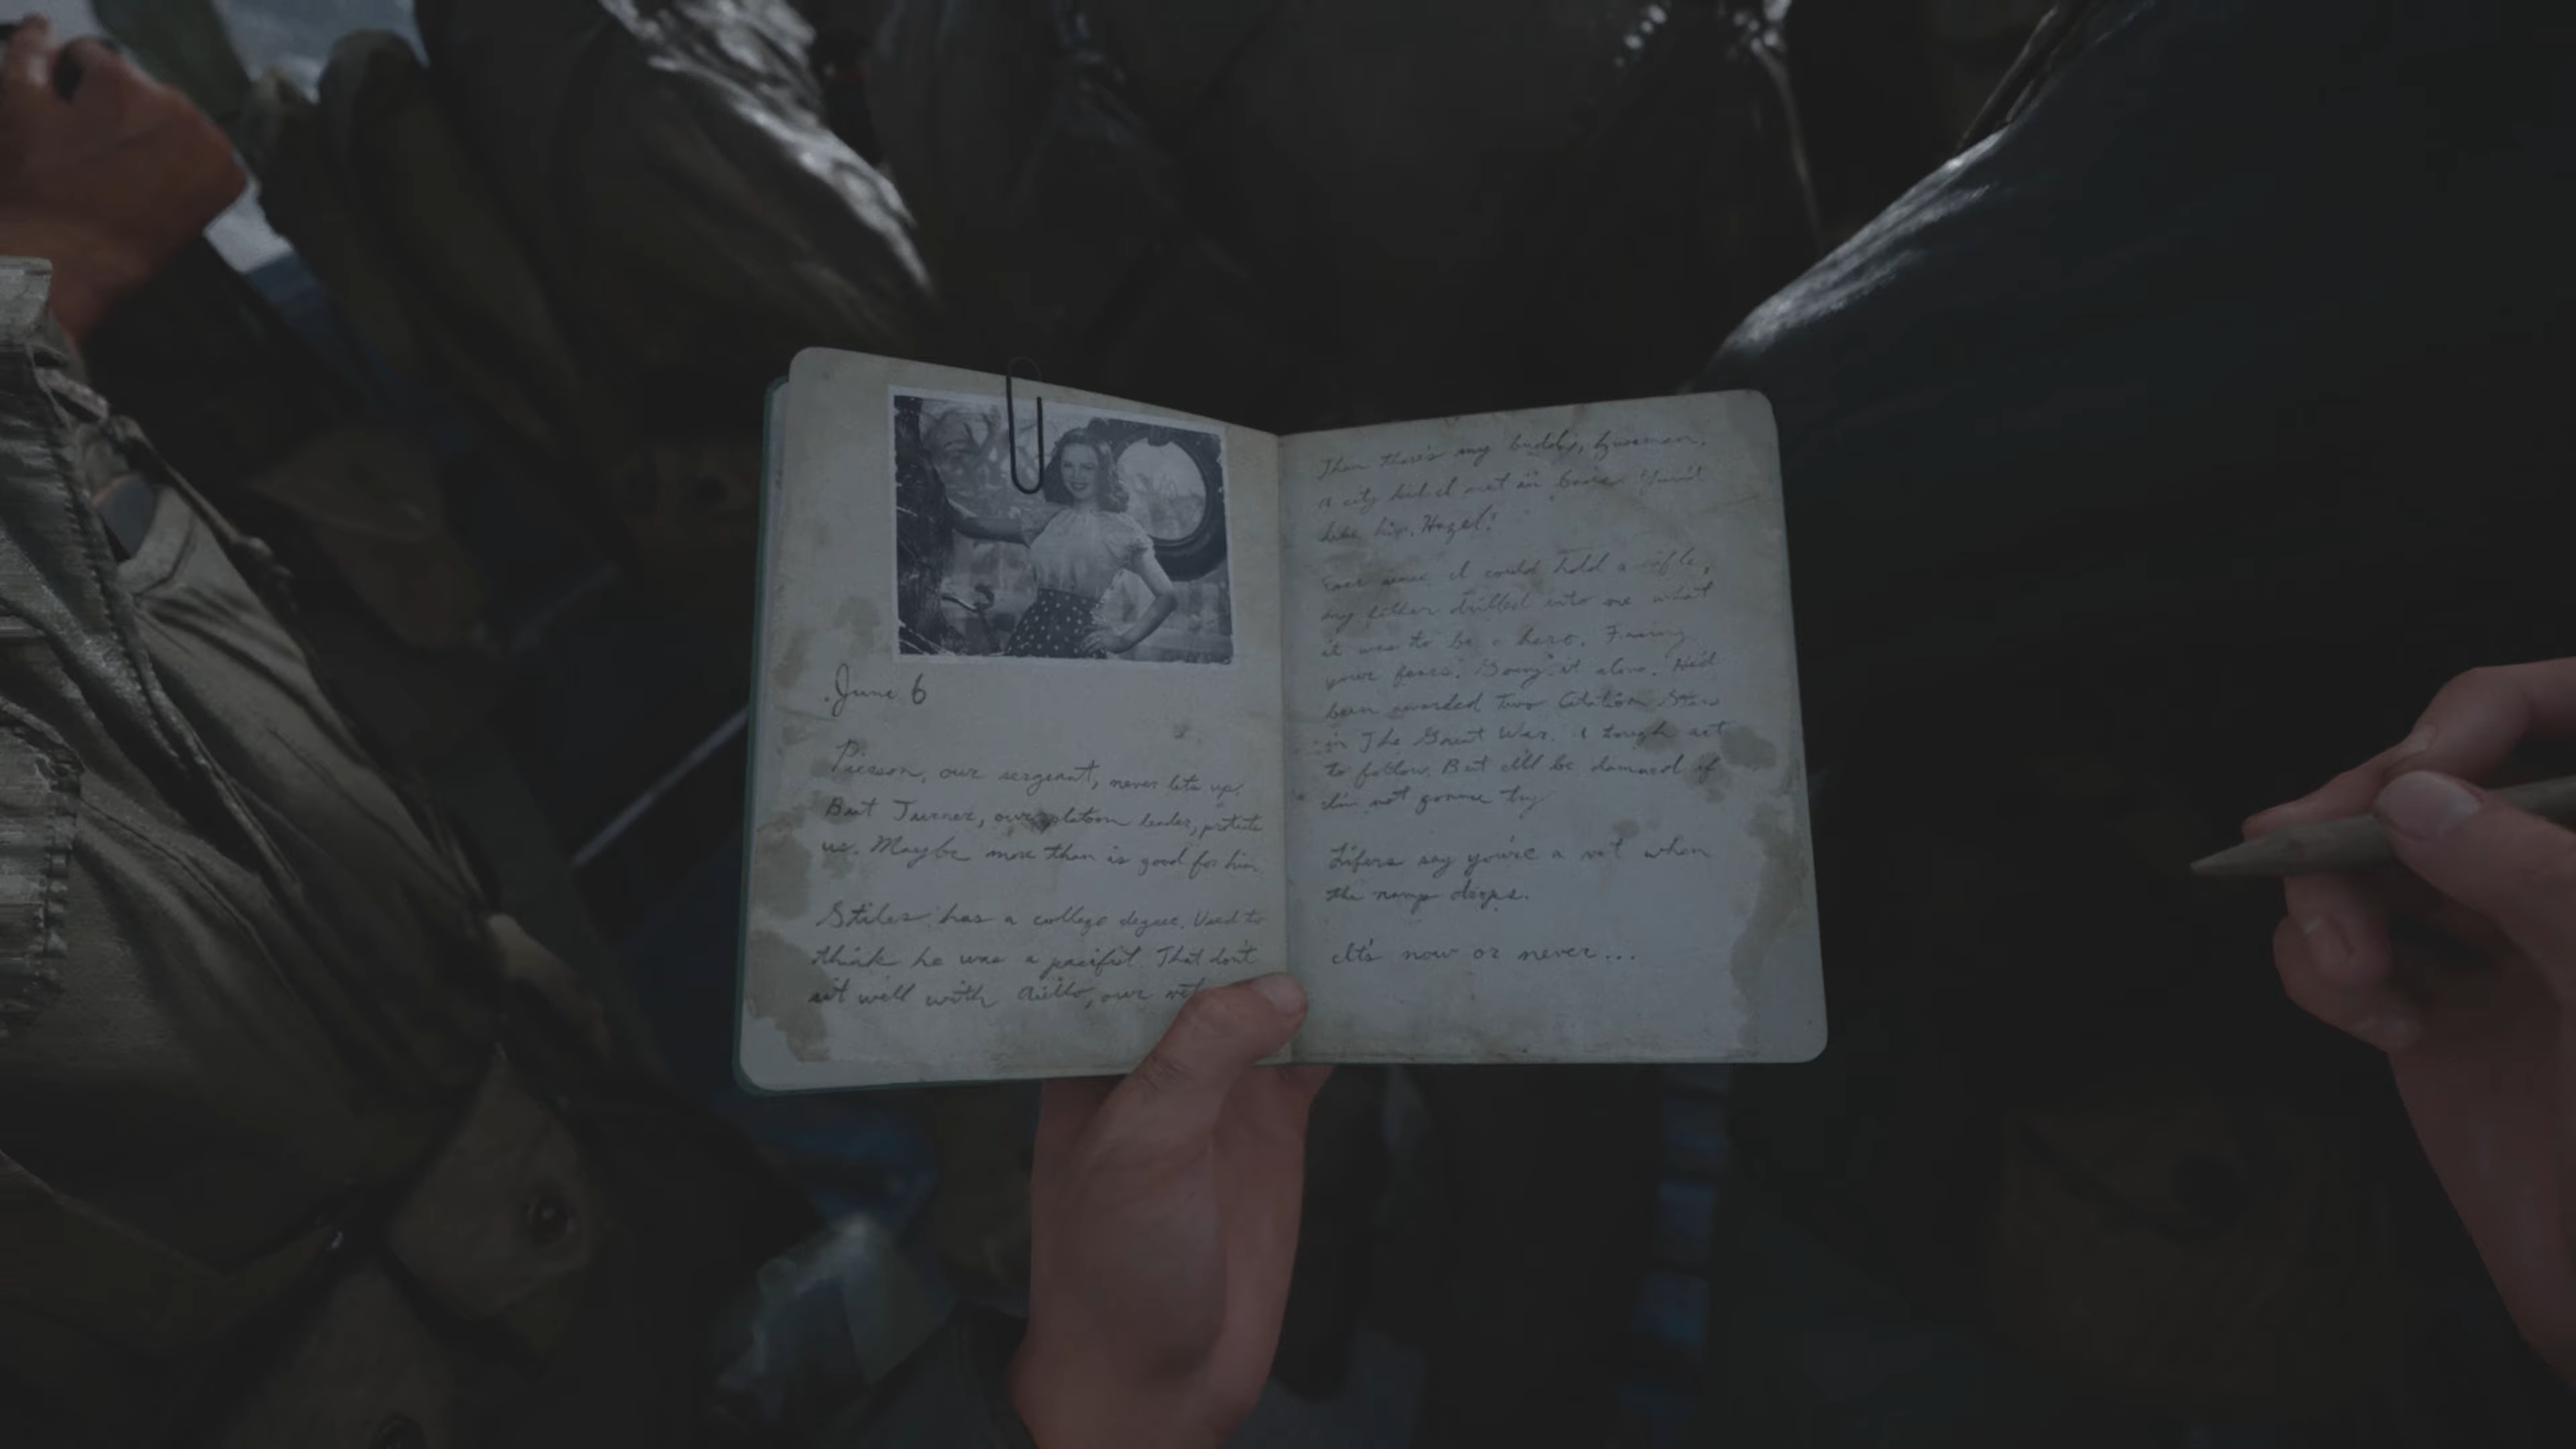 June 6
Pierson, our sergeant, never lets up.
But Turner, our platoon leader, protects
us. Maybe more than is good for him.
Stiles has a college degree. Used to
think he was a pacifist. That don't
sit well with Aiello, our
Then there's my buddy, Zussman.
A city kid I met in You'd
like him, Hazel!
Ever since I could hold a rifle,
my father drilled into me what
it was to be a hero. Facing
your fears. Going it alone. He'd
been awarded two Citation Stars
in The Great War. A tough act
to follow. But I'll be damned if
I'm not gonna try
Lifers say you're a vet when
the ramp drops.
It's now or never...